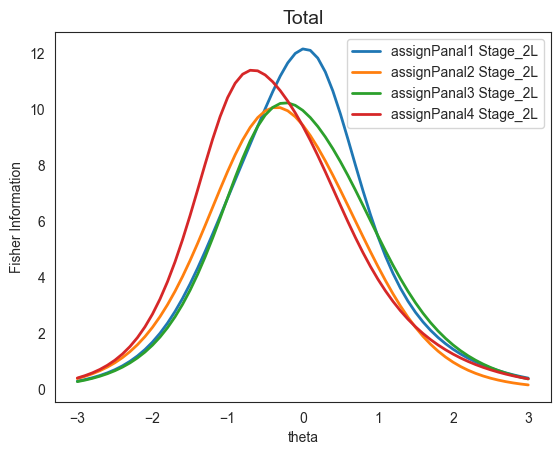 Total
assignPanal1 Stage_2L
assignPanal2 Stage_2L
assignPanal3 Stage_2L
assignPanal4 Stage_2L
Fisher Information
12
10
8
6
4
2
0
−3 −2 −1 0 1 2 3
theta